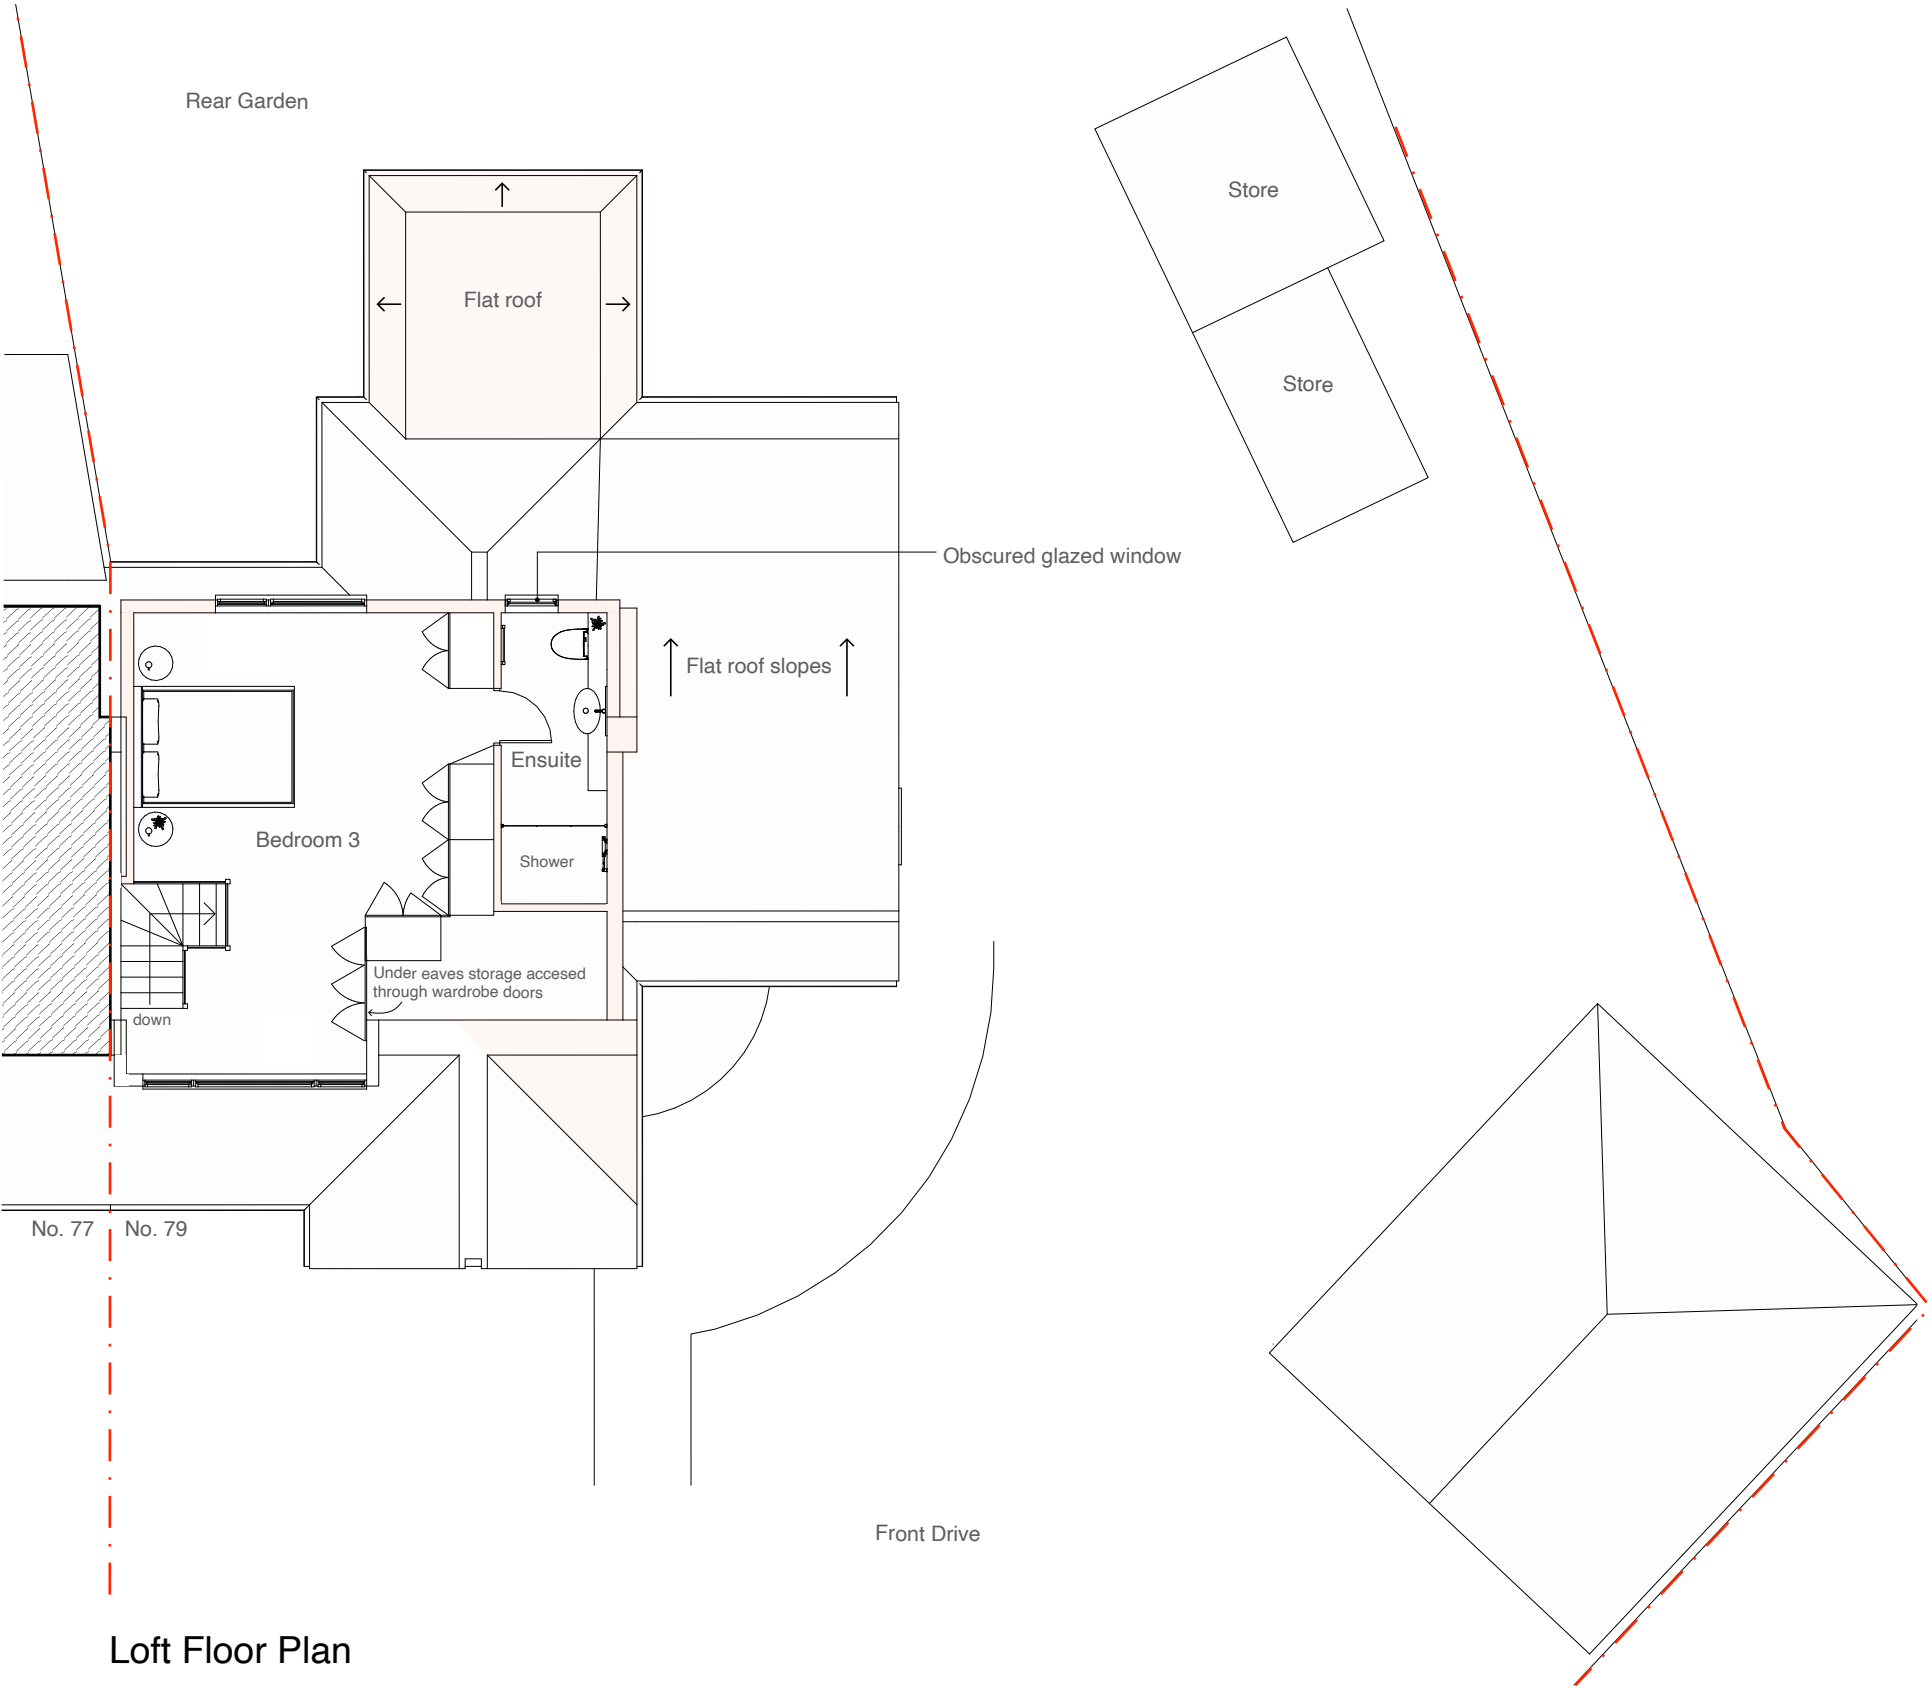 Rear Garden
Store
Flat roof
Store
Obscured glazed window
Flat roof slopes
Ensuite
Bedroom 3
Shower
Under eaves storage accesed
through wardrobe doors
down
No. 77
No. 79
Front Drive
Loft Floor Plan